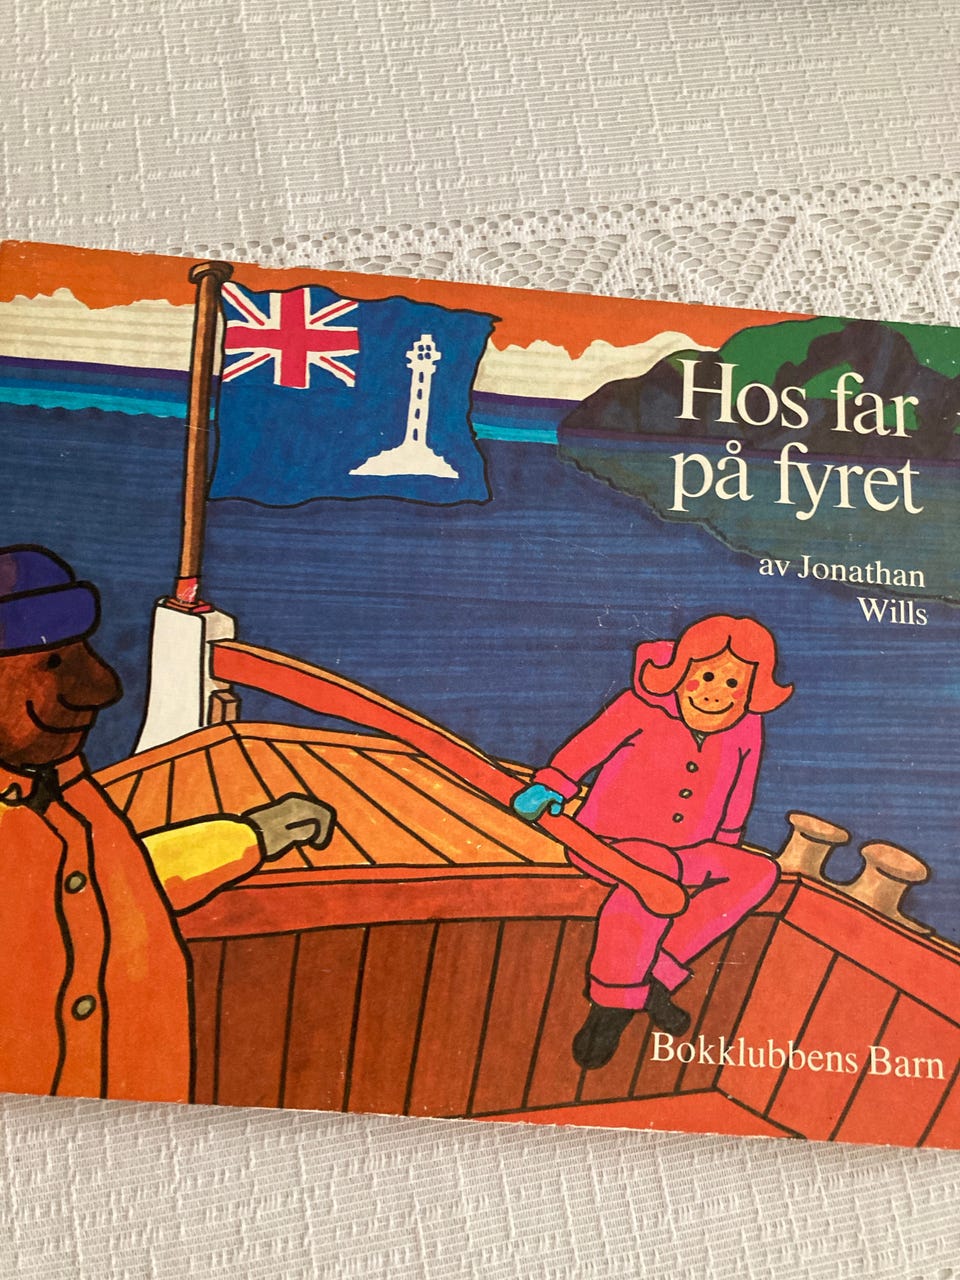 Hos far
på fyret
av Jonathan
Wills
Bokklubbens Barn